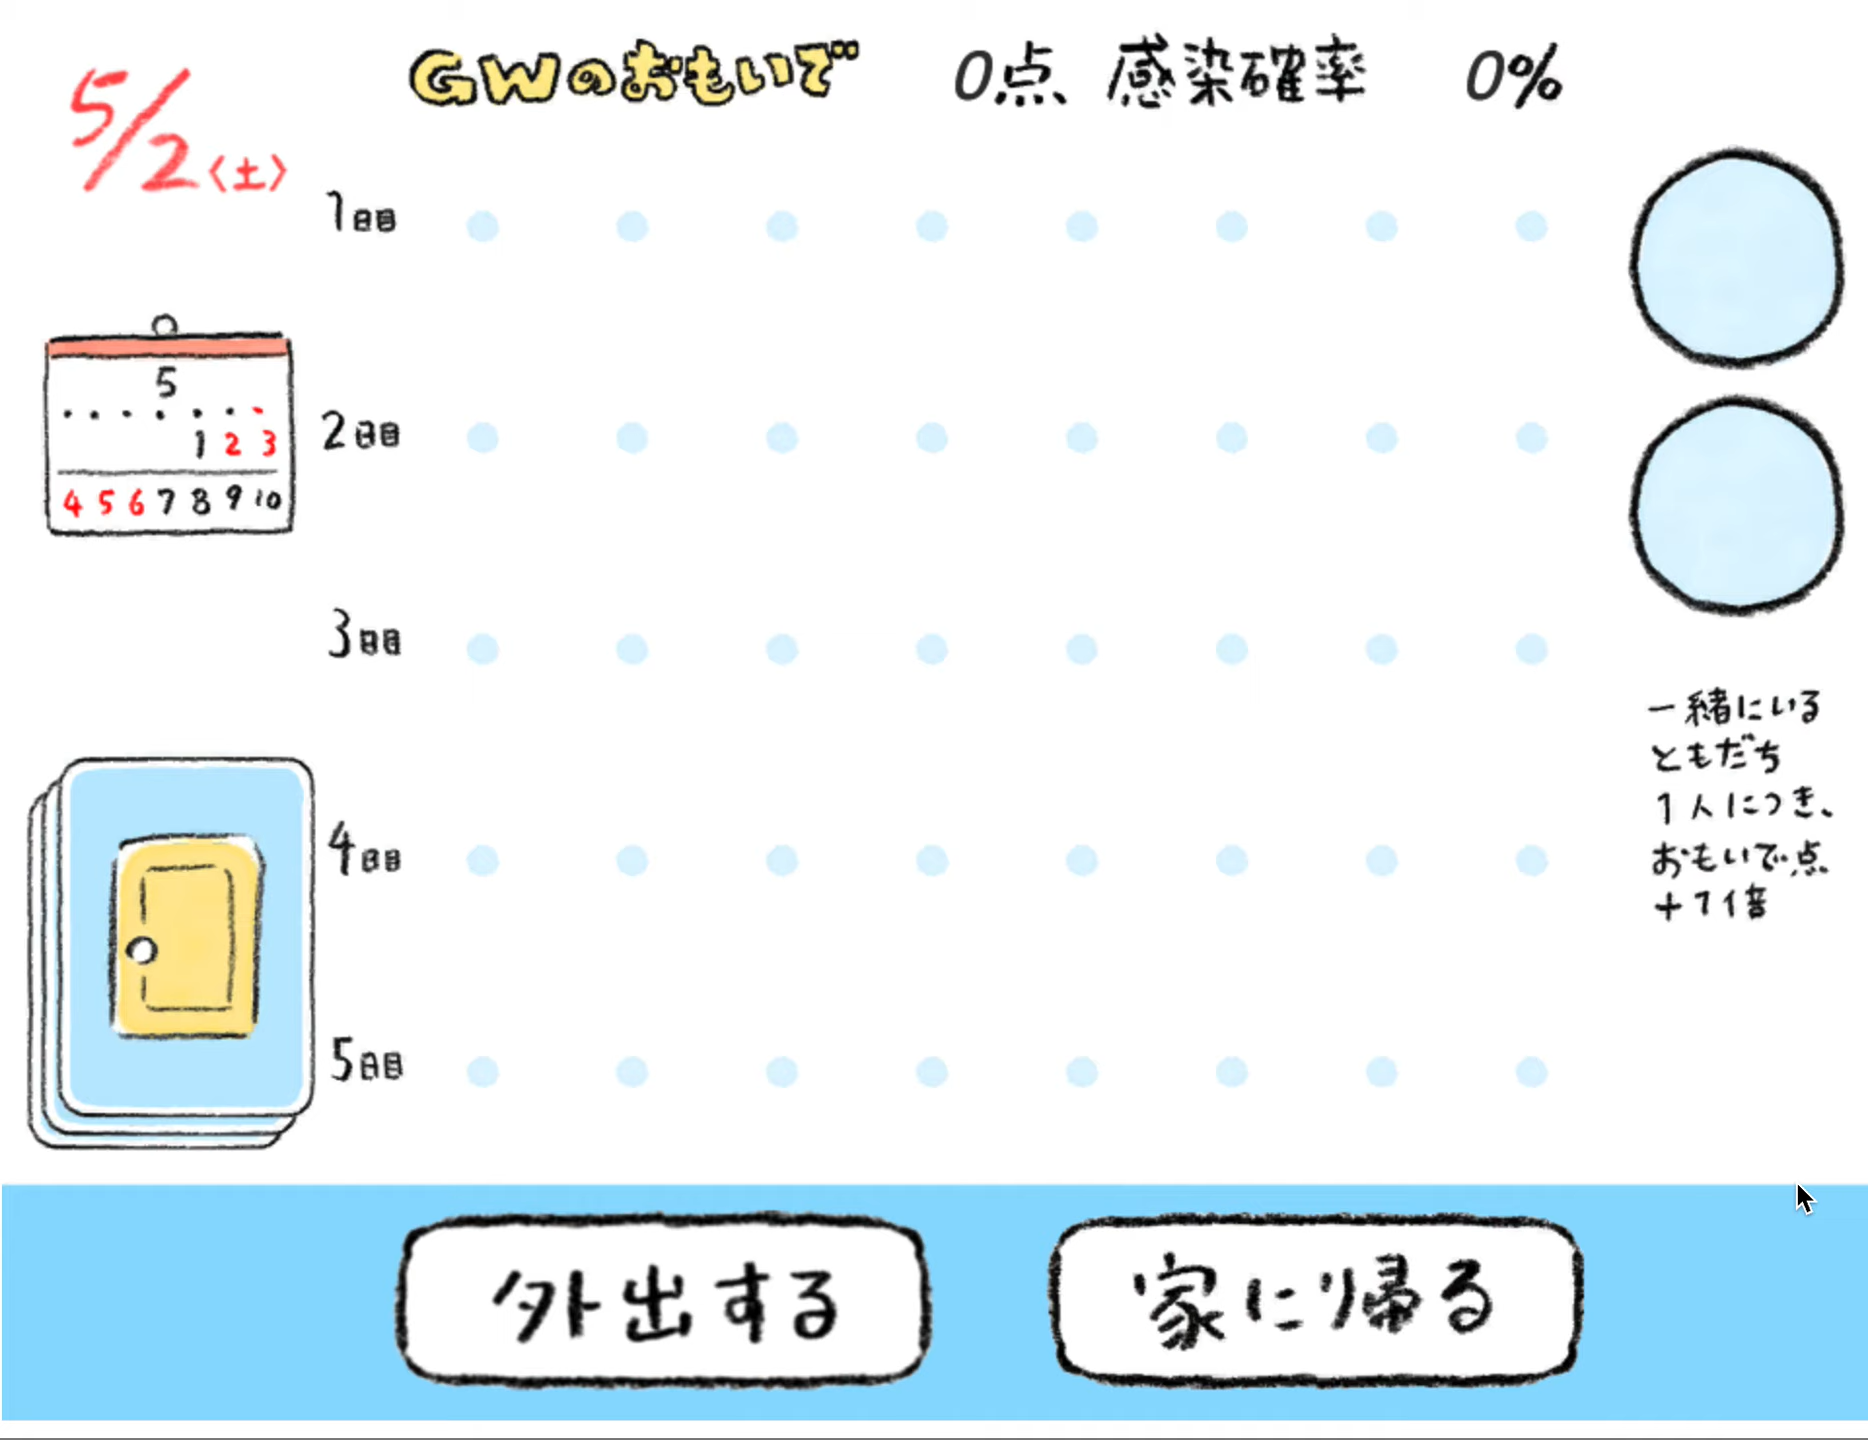 5/2〈土〉
GWのおもいで 0点 感染確率 0%
1日目
5
1 2 3
4 5 6 7 8 9 10
2日目
3日目
4日目
5日目
一緒にいる
ともだち
1人につき、
おもいで点
+1倍
外出する
家に帰る